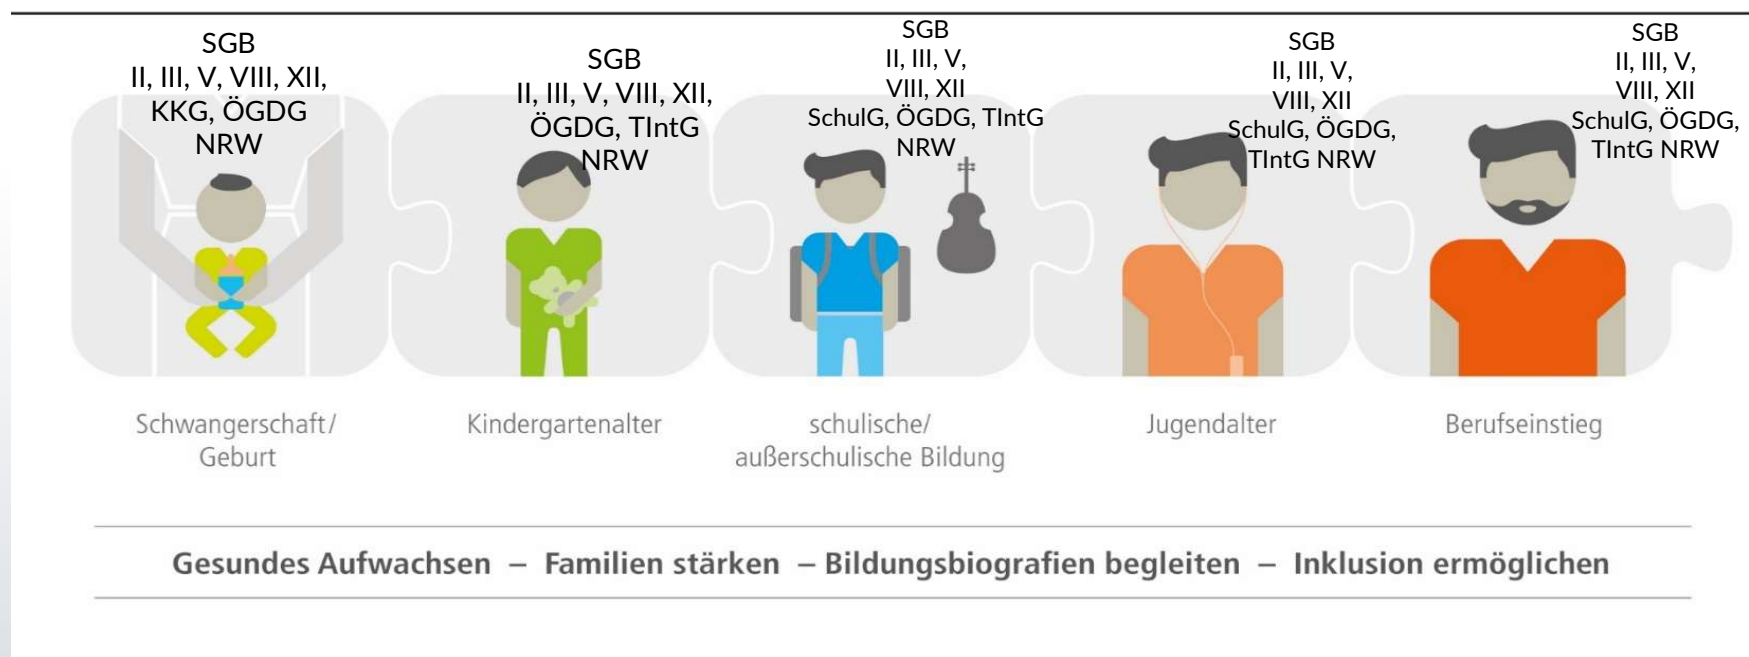 SGB
II, III, V, VIII, XII,
KKG, ÖGDG
NRW
SGB
II, III, V, VIII, XII,
ÖGDG, TIntG
NRW
SGB
II, III, V,
VIII, XII
SchulG, ÖGDG, TIntG
NRW
SGB
II, III, V,
VIII, XII
SchulG, ÖGDG,
TIntG NRW
SGB
II, III, V,
VIII, XII
SchulG, ÖGDG,
TIntG NRW
Schwangerschaft/
Geburt
Kindergartenalter
schulische/
außerschulische Bildung
Jugendalter
Berufseinstieg
Gesundes Aufwachsen – Familien stärken – Bildungsbiografien begleiten – Inklusion ermöglichen